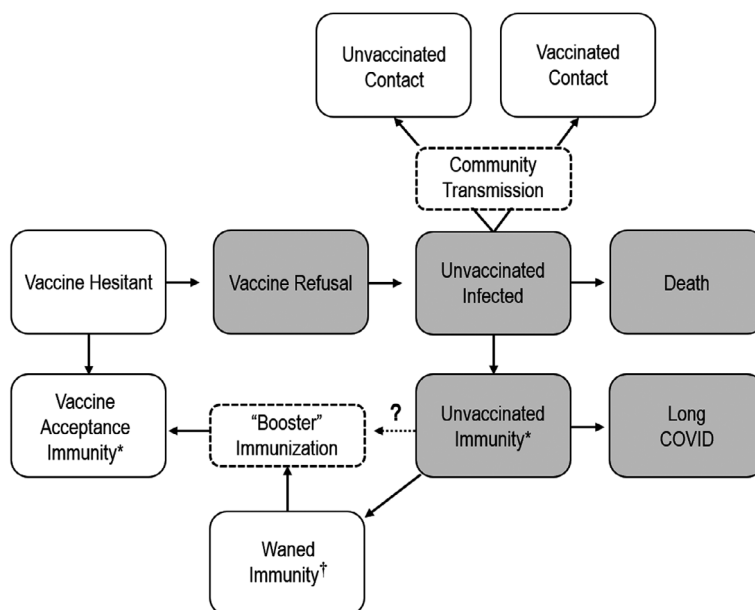 Unvaccinated
Contact
Vaccinated
Contact
Community
Transmission
Vaccine Hesitant
Vaccine Refusal
Unvaccinated
Infected
Death
Vaccine
Acceptance
Immunity*
“Booster”
Immunization
?
Unvaccinated
Immunity*
Long
COVID
Waned
Immunity†